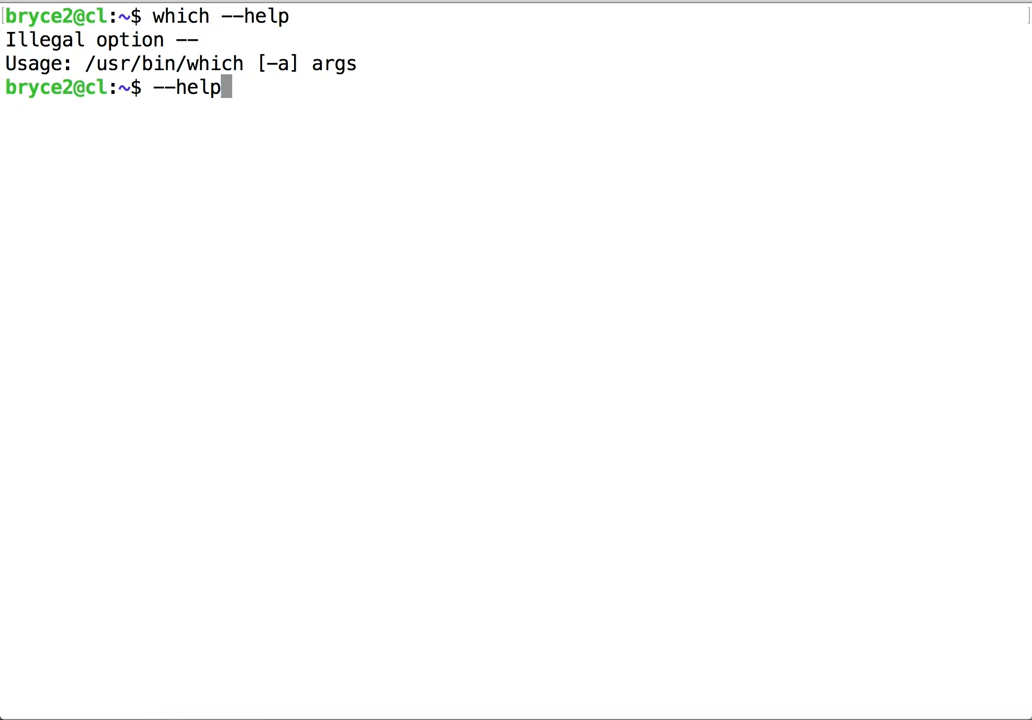 bryce2@cl:~$ which --help
Illegal option --
Usage: /usr/bin/which [-a] args
bryce2@cl:~$ --help